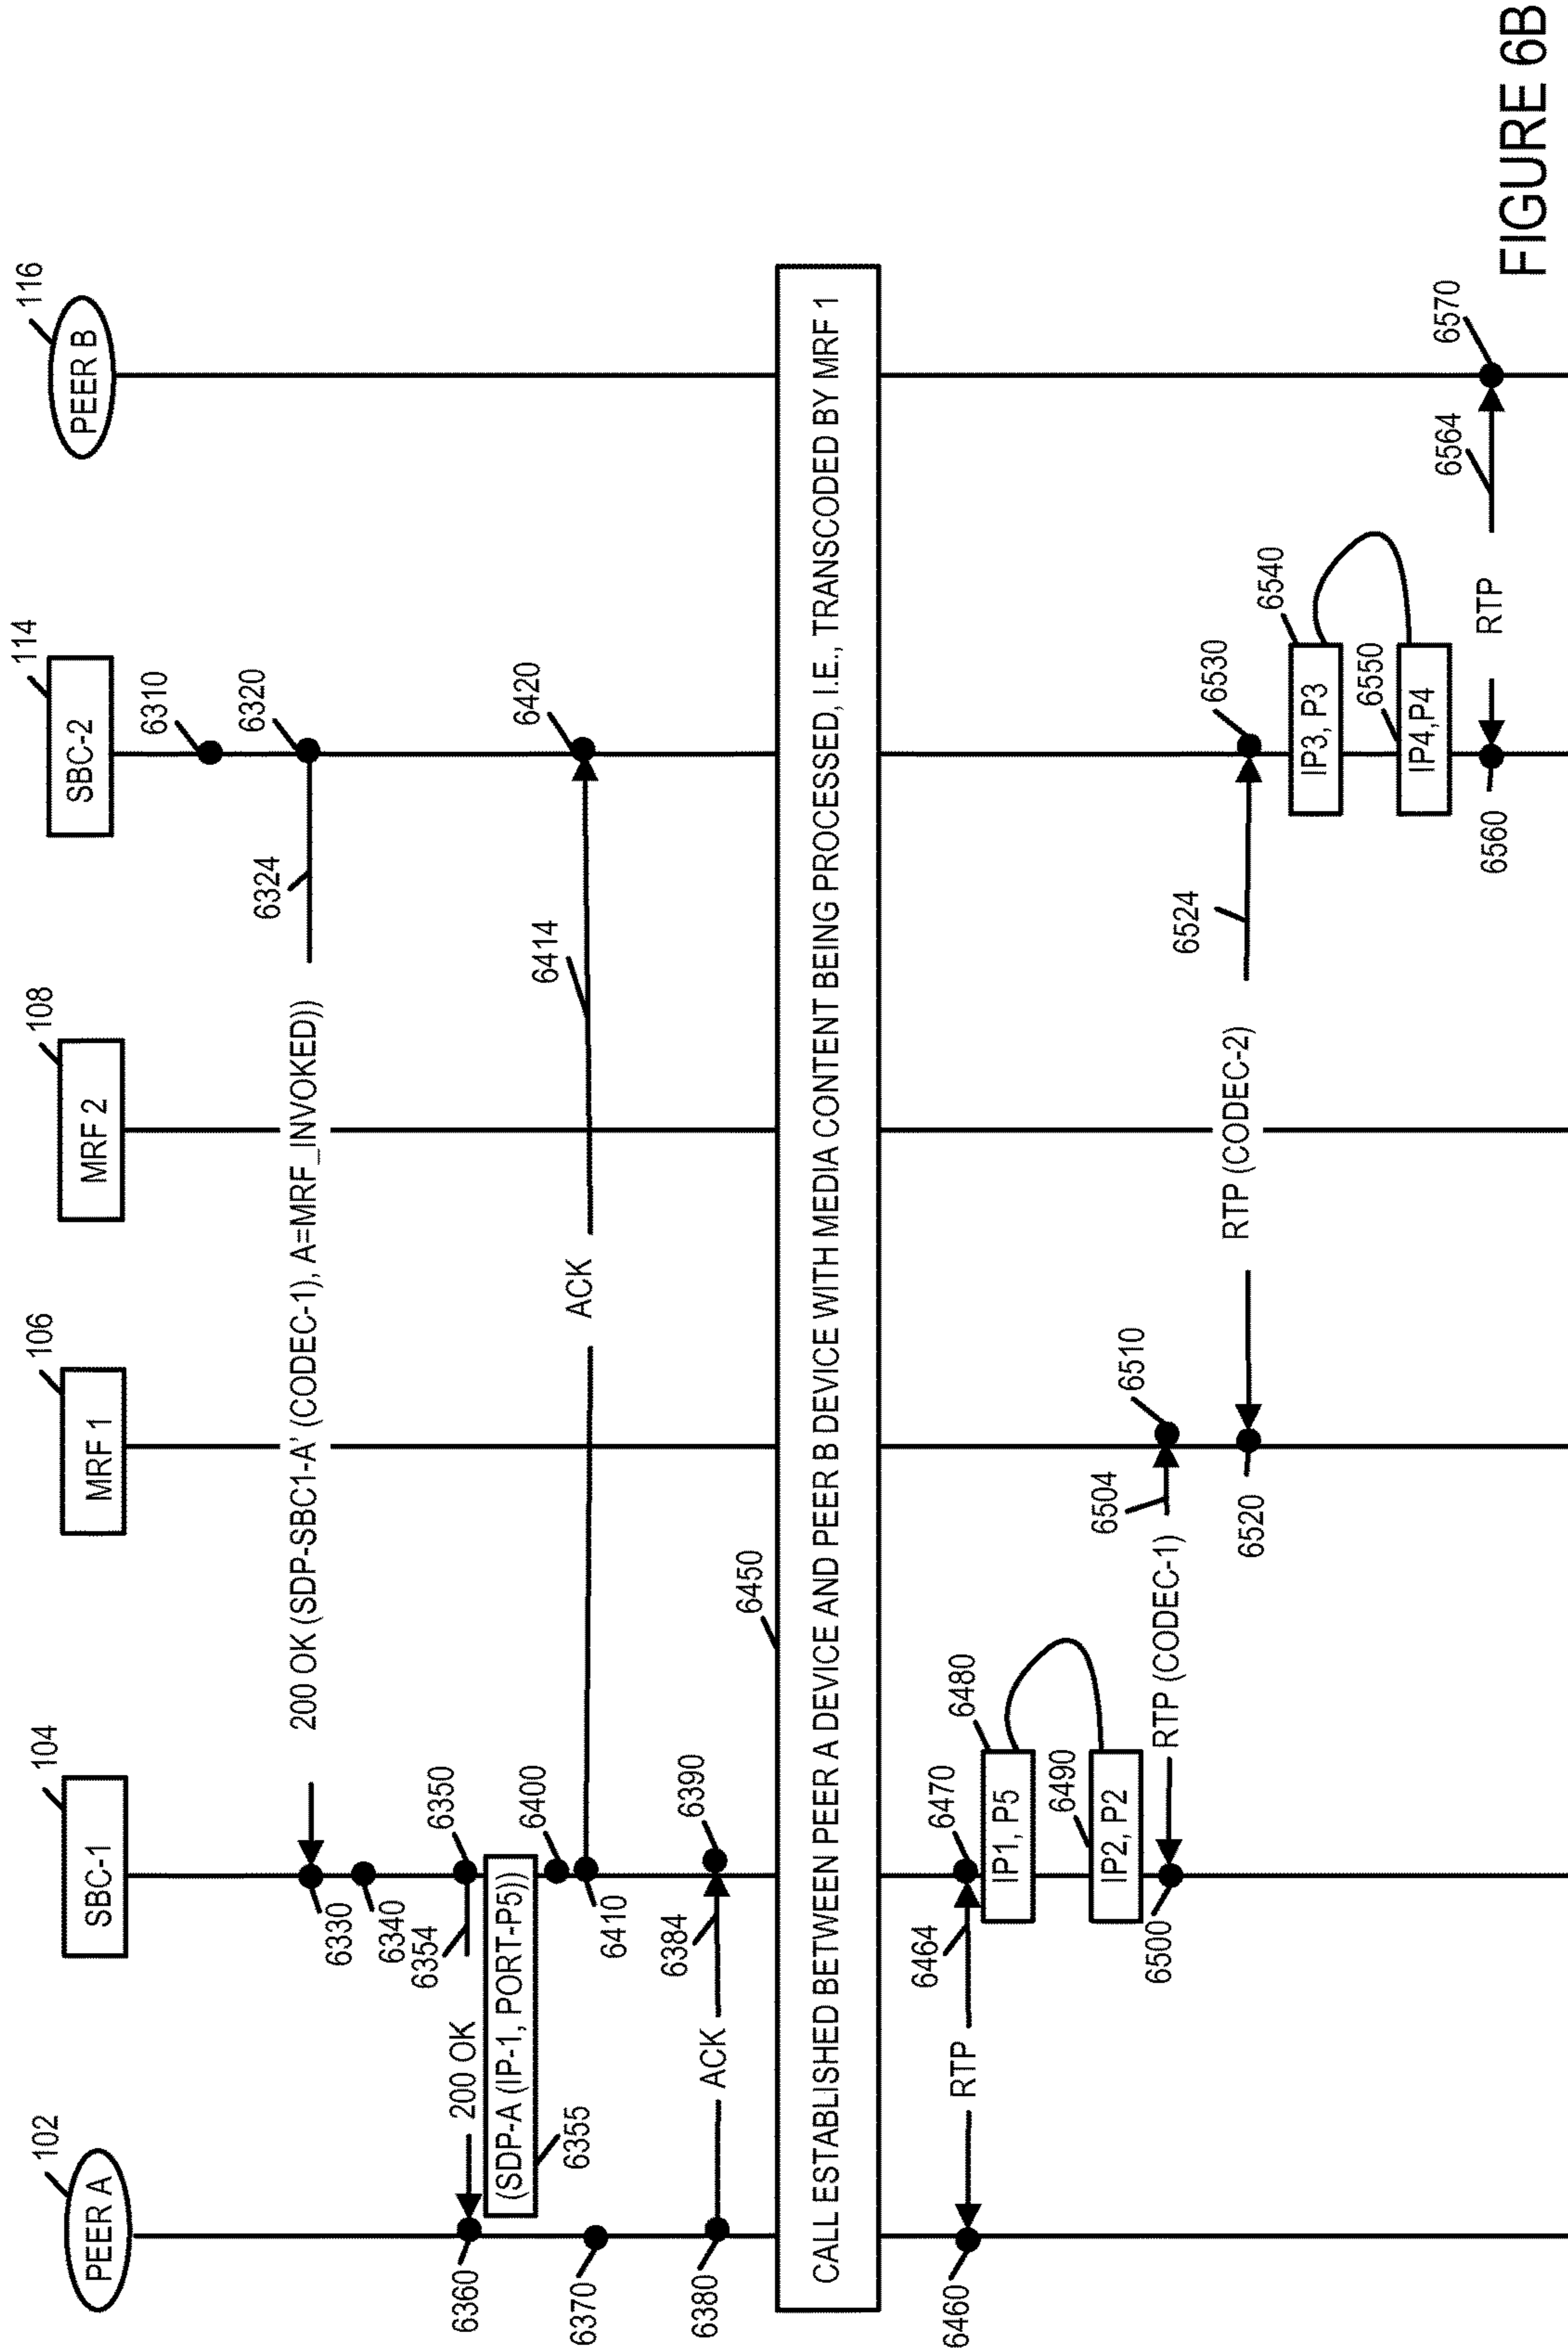 PEER A
102
SBC-1
104
MRF 1
106
MRF 2
108
SBC-2
114
PEER B
116
6310
6320
6324
200 OK (SDP-SBC1-A' (CODEC-1), A=MRF_INVOKED))
6330
6340
6350
6354
200 OK
6360
(SDP-A (IP-1, PORT-P5))
6355
6370
6400
6410
ACK
6414
6420
6380
ACK
6384
6390
6450
CALL ESTABLISHED BETWEEN PEER A DEVICE AND PEER B DEVICE WITH MEDIA CONTENT BEING PROCESSED, I.E., TRANSCODED BY MRF 1
6460
RTP
6464
6470
IP1, P5
6480
IP2, P2
6490
6500
RTP (CODEC-1)
6504
6510
6520
RTP (CODEC-2)
6524
6530
IP3, P3
6540
IP4,P4
6550
6560
RTP
6564
6570
FIGURE 6B